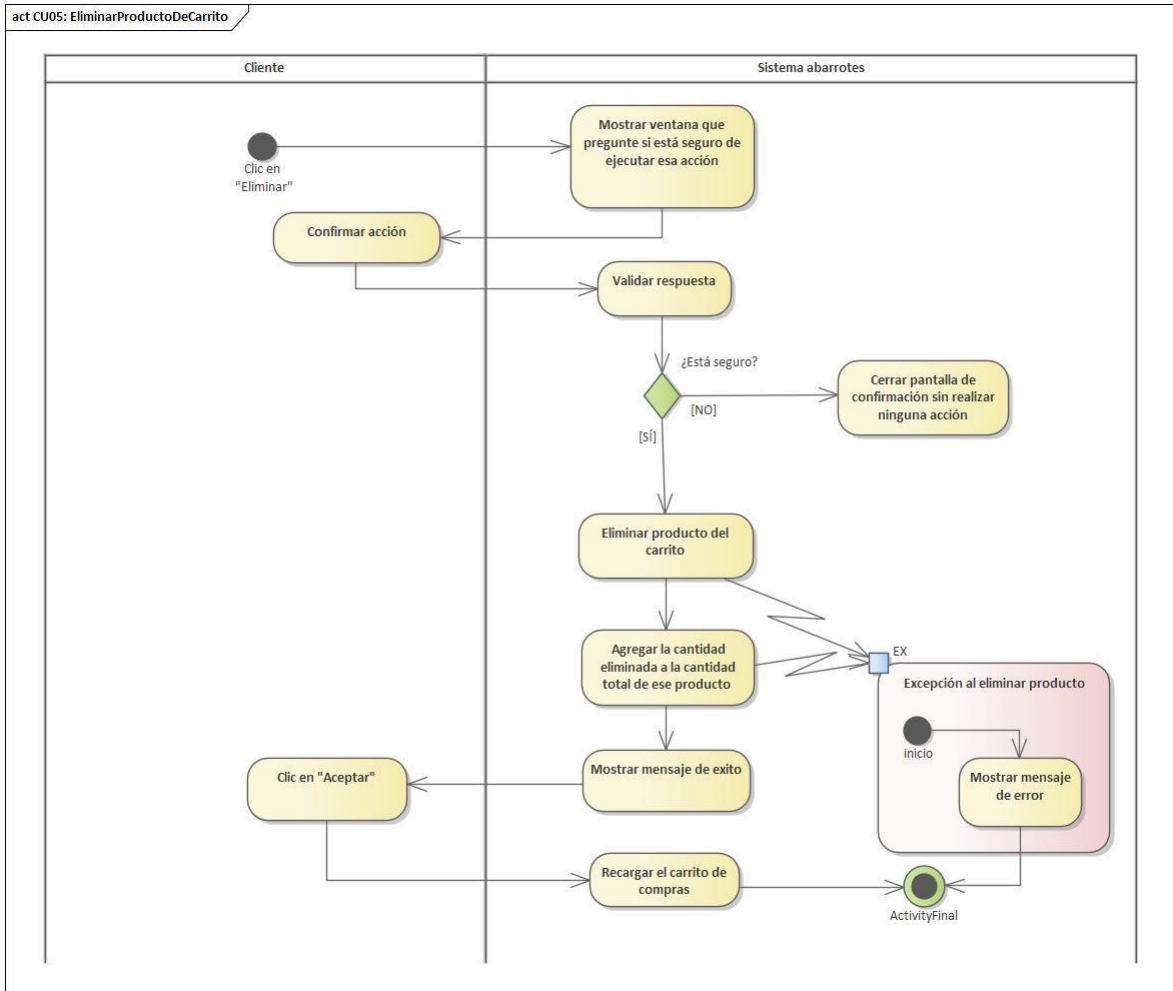 act CU05: EliminarProductoDeCarrito
Cliente
Sistema abarrotes
Clic en
"Eliminar"
Mostrar ventana que
pregunte si está seguro de
ejecutar esa acción
Confirmar acción
Validar respuesta
¿Está seguro?
[NO]
[SÍ]
Cerrar pantalla de
confirmación sin realizar
ninguna acción
Eliminar producto del
carrito
Agregar la cantidad
eliminada a la cantidad
total de ese producto
EX
Excepción al eliminar producto
inicio
Mostrar mensaje
de error
Mostrar mensaje de exito
Clic en "Aceptar"
Recargar el carrito de
compras
ActivityFinal